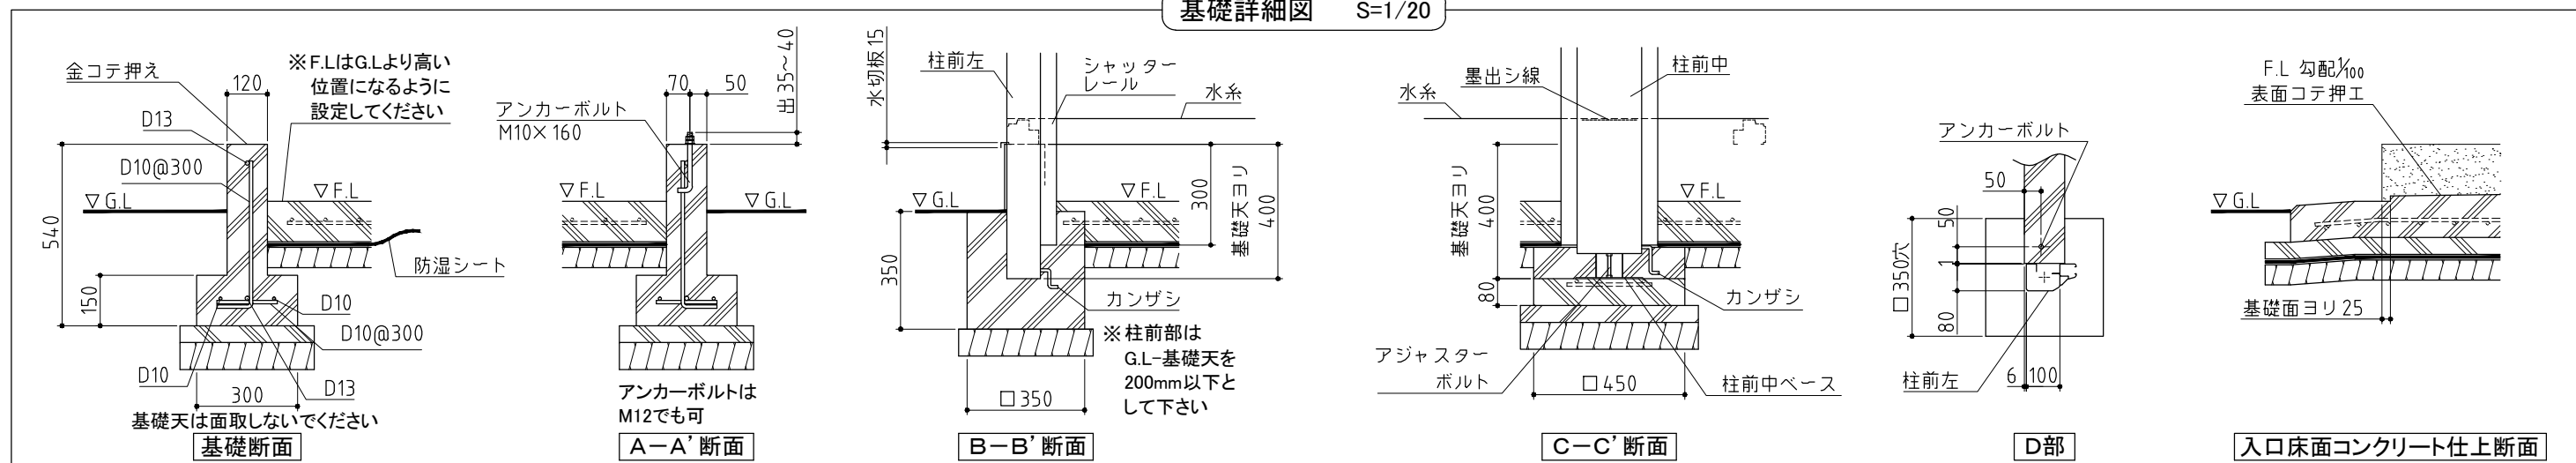 基礎詳細図 S=1/20
金コテ押え
120
※F.LはG.Lより高い
位置になるように
設定してください
D13
D10@300
▽F.L
▽G.L
540
150
防湿シート
D10
D10@300
D10
D13
300
基礎天は面取しないでください
基礎断面
70
50
出35～40
アンカーボルト
M10×160
▽F.L
▽G.L
アンカーボルトは
M12でも可
A－A’断面
水切板15
柱前左
シャッター
レール
水糸
▽G.L
▽F.L
300
基礎天ヨリ
400
350
カンザシ
※柱前部は
G.L-基礎天を
200mm以下と
して下さい
□350
B－B’断面
墨出シ線
柱前中
水糸
基礎天ヨリ
400
▽F.L
80
カンザシ
アジャスター
ボルト
□450
柱前中ベース
C－C’断面
アンカーボルト
50
50
□350穴
1
80
柱前左
6
100
D部
F.L 勾配1/100
表面コテ押エ
▽G.L
基礎面ヨリ25
入口床面コンクリート仕上断面